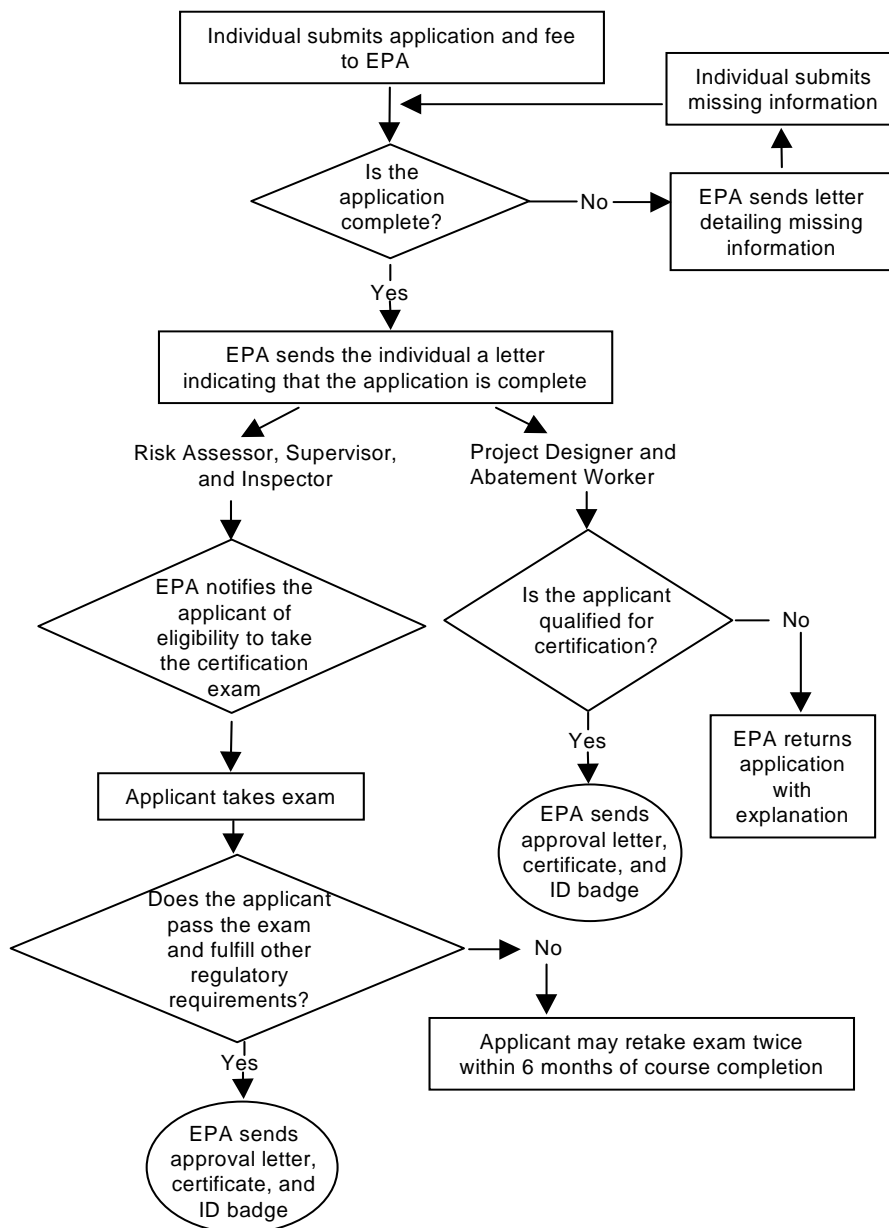 Individual submits application and fee
to EPA
Individual submits
missing information
Is the
application
complete?
No
EPA sends letter
detailing missing
information
Yes
EPA sends the individual a letter
indicating that the application is complete
Risk Assessor, Supervisor,
and Inspector
Project Designer and
Abatement Worker
EPA notifies the
applicant of
eligibility to take
the certification
exam
Is the applicant
qualified for
certification?
No
Yes
EPA returns
application
with
explanation
Applicant takes exam
EPA sends
approval letter,
certificate, and
ID badge
Does the applicant
pass the exam
and fulfill other
regulatory
requirements?
No
Applicant may retake exam twice
within 6 months of course completion
Yes
EPA sends
approval letter,
certificate, and
ID badge